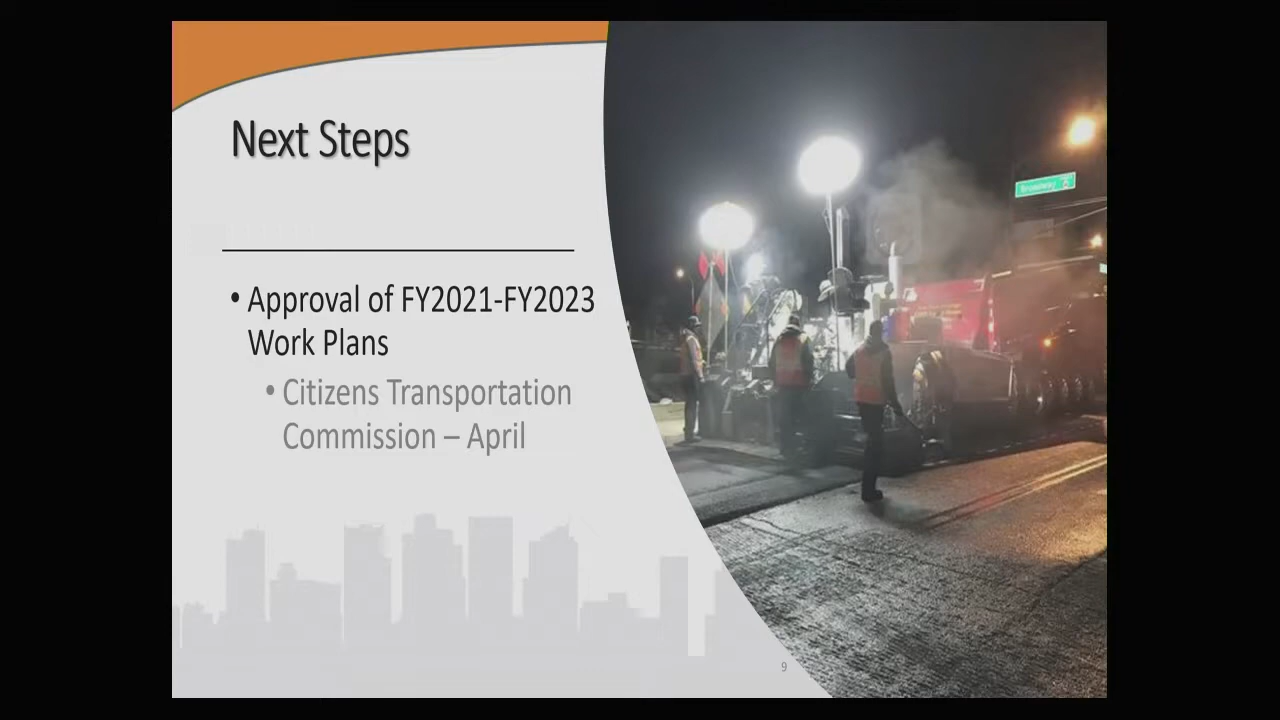 Next Steps
• Approval of FY2021-FY2023
Work Plans
• Citizens Transportation
Commission – April
Broadway
9